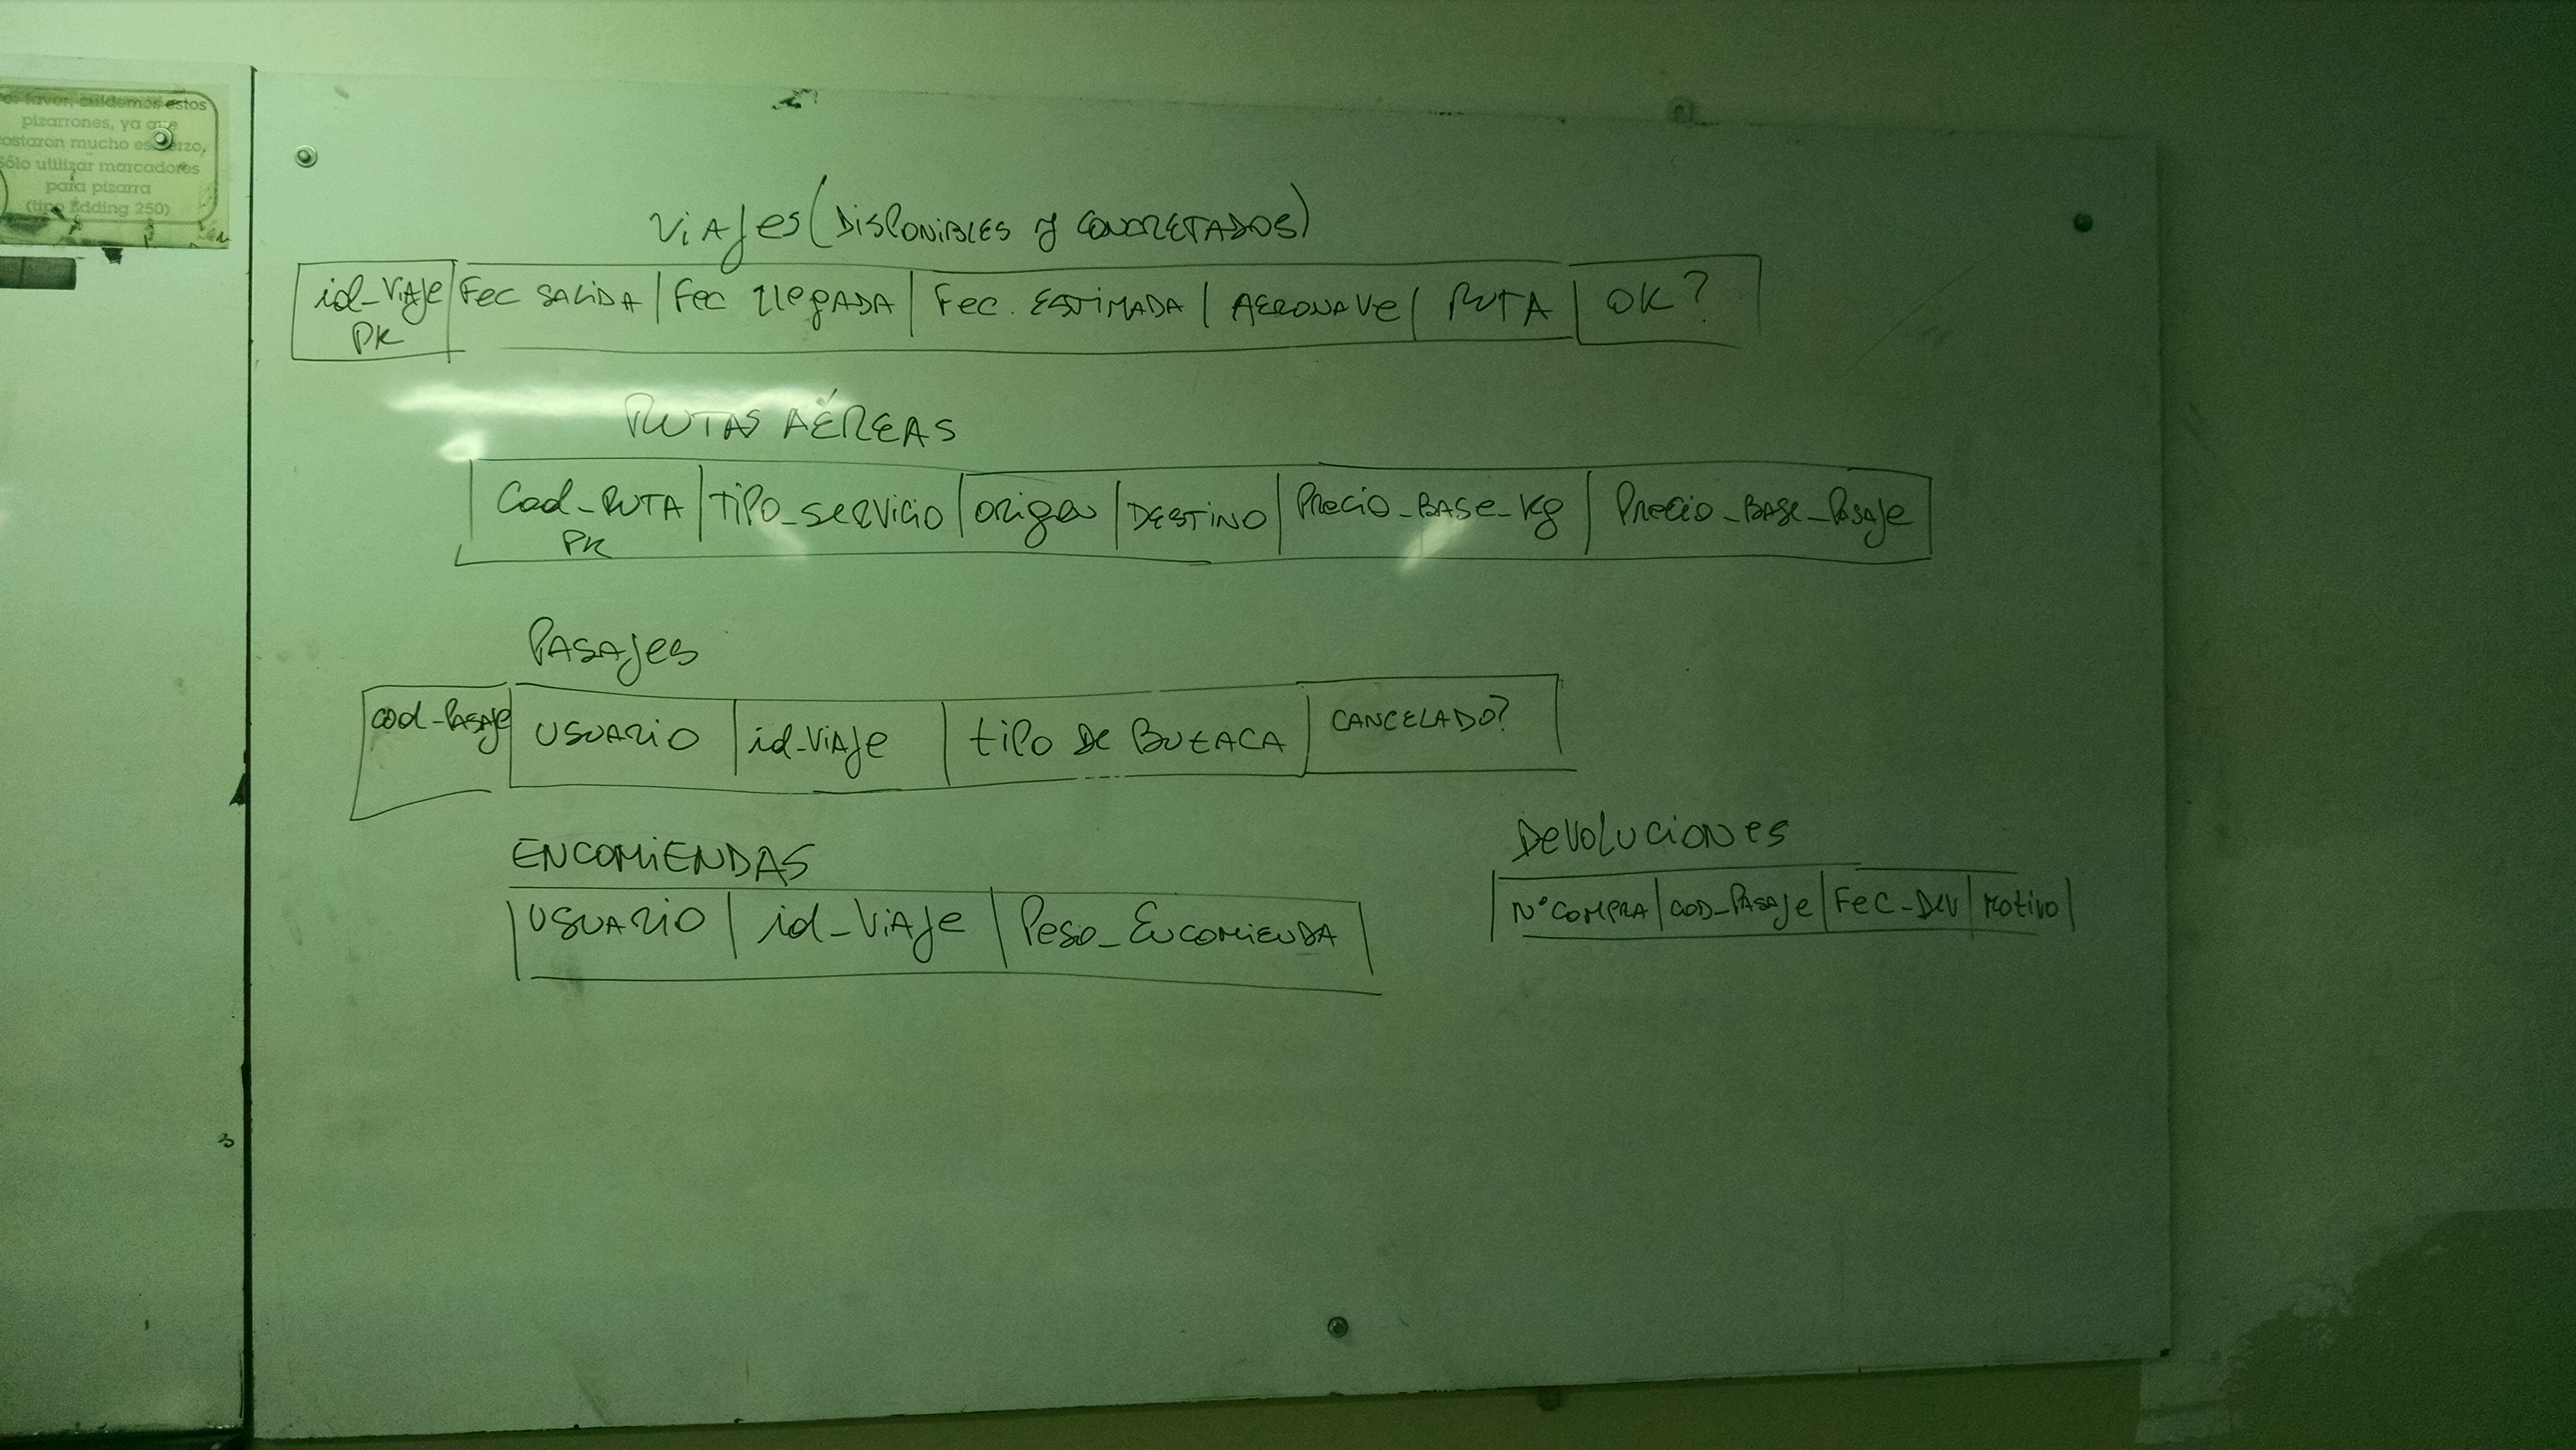 Por favor, cuidemos estos
pizarrones, ya que
costaron mucho esfuerzo,
Sólo utilizar marcadores
para pizarra
(tipo Edding 250)
ViAJes (DISPONIBLES y CONCRETADOS)
id_ViAJe PK | Fec SALIDA | Fec llegADA | Fec. ESTIMADA | AERONAVe | RUTA | OK?
RUTAS AÉREAS
Cod_RUTA PK | TiPO_SeRViCiO | ORigen | DESTINO | PRecio_BASe_Kg | PRecio_BASe_PASAJe
PASAJes
cod_PASAJe | USUARIO | id_ViAJe | tiPo De BUTACA | CANCELADO?
ENCOMIENDAS
USUARIO | id_ViAJe | Peso_ENCOMIENDA
DeVoLUCiONes
N° COMPRA | COD_PASAJe | FeC_DEV | Motivo